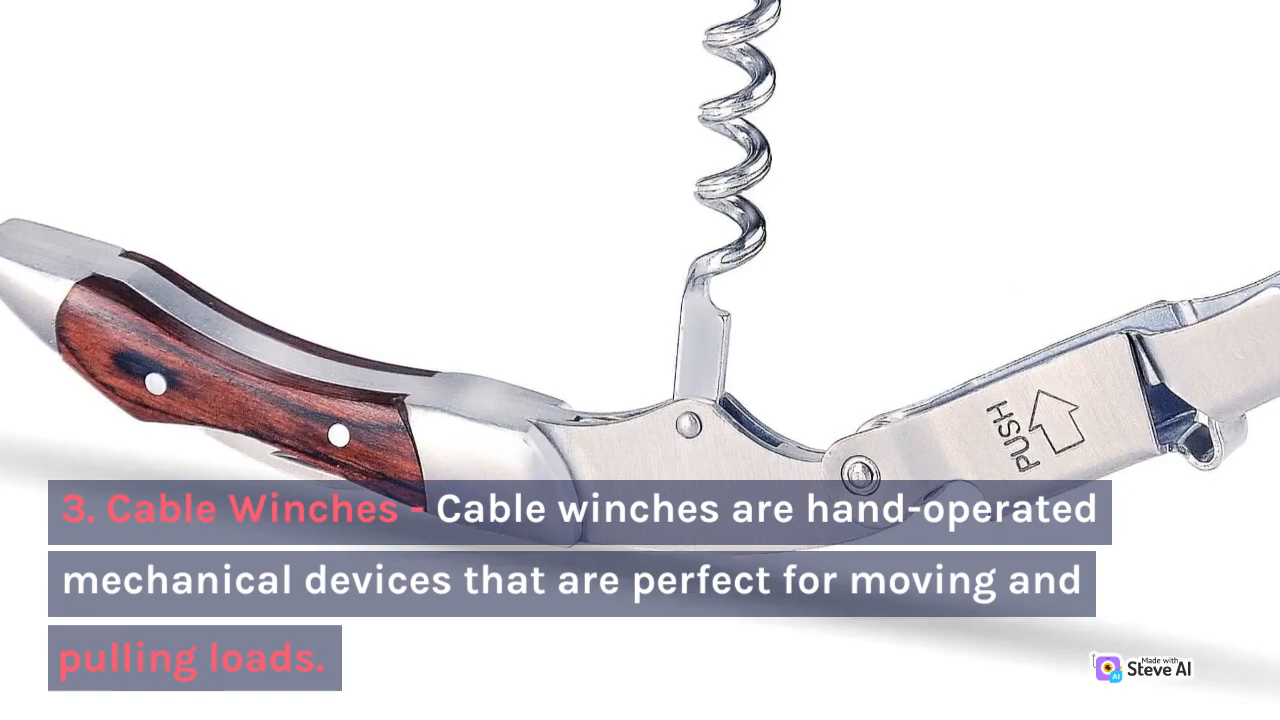 PUSH
3. Cable Winches - Cable winches are hand-operated
mechanical devices that are perfect for moving and
pulling loads.
Made with
Steve AI